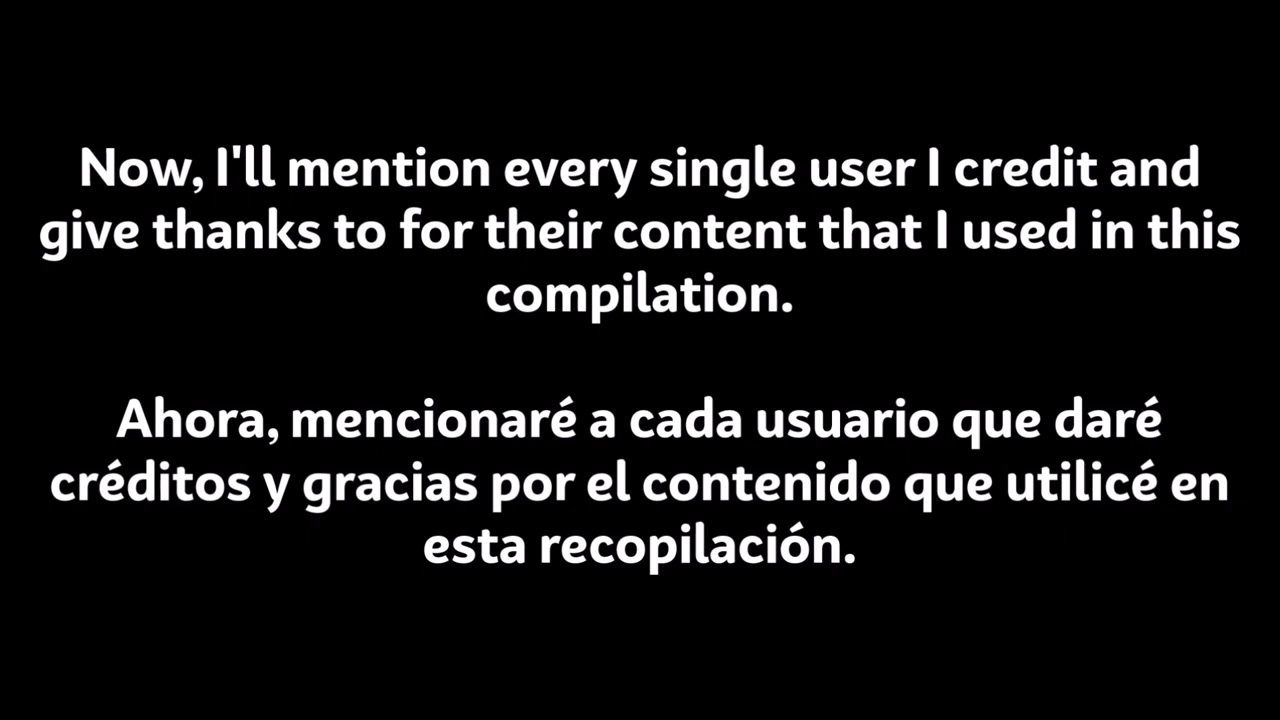 Now, I'll mention every single user I credit and
give thanks to for their content that I used in this
compilation.
Ahora, mencionaré a cada usuario que daré
créditos y gracias por el contenido que utilicé en
esta recopilación.